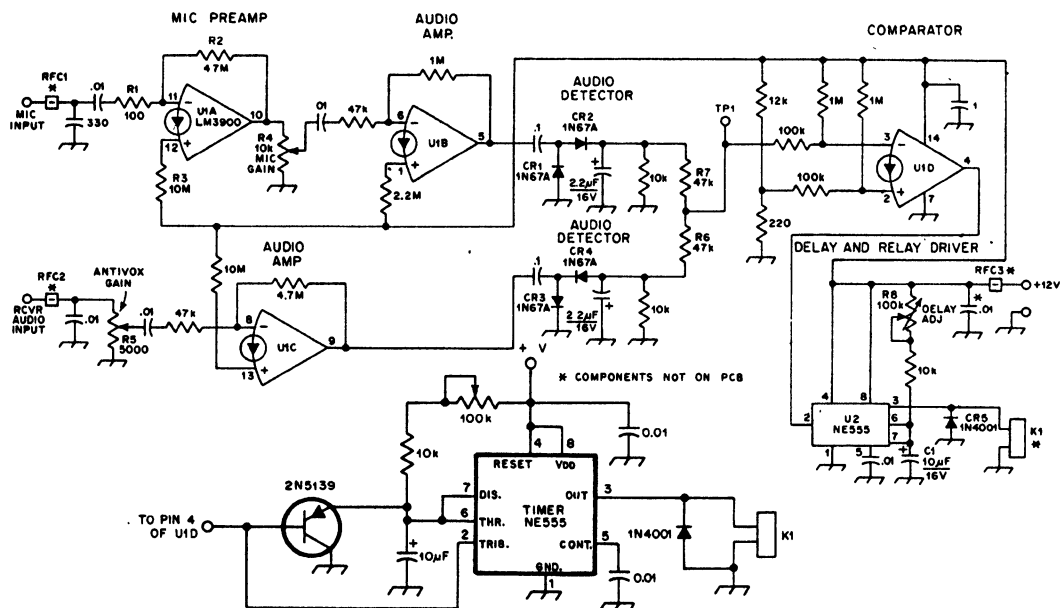 MIC PREAMP
R2
47M
RFC1
*
.01
R1
100
MIC
INPUT
330
11
U1A
LM3900
10
12
R3
10M
R4
10k
MIC
GAIN
AUDIO
AMP.
1M
.01
47k
6
U1B
5
1
2.2M
AUDIO
DETECTOR
.1
CR2
1N67A
CR1
1N67A
2.2µF
16V
10k
R7
47k
R6
47k
TP1
COMPARATOR
12k
1M
1M
1
100k
3
14
U1D
4
100k
2
7
220
AUDIO
DETECTOR
.1
CR4
1N67A
CR3
1N67A
2.2µF
16V
10k
10M
AUDIO
AMP
4.7M
RFC2
*
ANTIVOX
GAIN
RCVR
AUDIO
INPUT
.01
R5
5000
.01
47k
8
U1C
9
13
DELAY AND RELAY DRIVER
RFC3*
+12V
R8
100k
DELAY
ADJ
*
.01
10k
4
8
2
U2
NE555
3
6
7
1
5
.01
C1
10µF
16V
CR5
1N4001
K1
*
+ V
* COMPONENTS NOT ON PCB
100k
0.01
10k
4
8
RESET
VDD
2N5139
7
DIS.
OUT
3
6
THR.
TIMER
NE555
2
TRIB.
CONT.
5
GND.
1
TO PIN 4
OF U1D
10µF
1N4001
0.01
K1